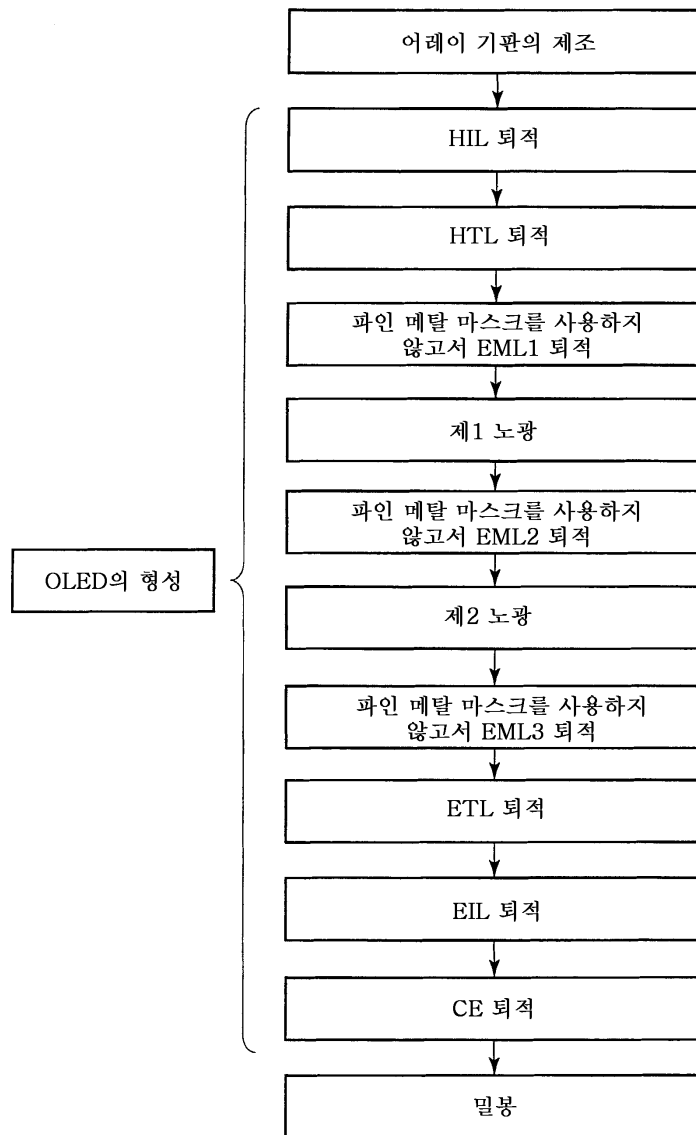 어레이 기판의 제조
HIL 퇴적
HTL 퇴적
파인 메탈 마스크를 사용하지
않고서 EML1 퇴적
제1 노광
파인 메탈 마스크를 사용하지
않고서 EML2 퇴적
OLED의 형성
제2 노광
파인 메탈 마스크를 사용하지
않고서 EML3 퇴적
ETL 퇴적
EIL 퇴적
CE 퇴적
밀봉